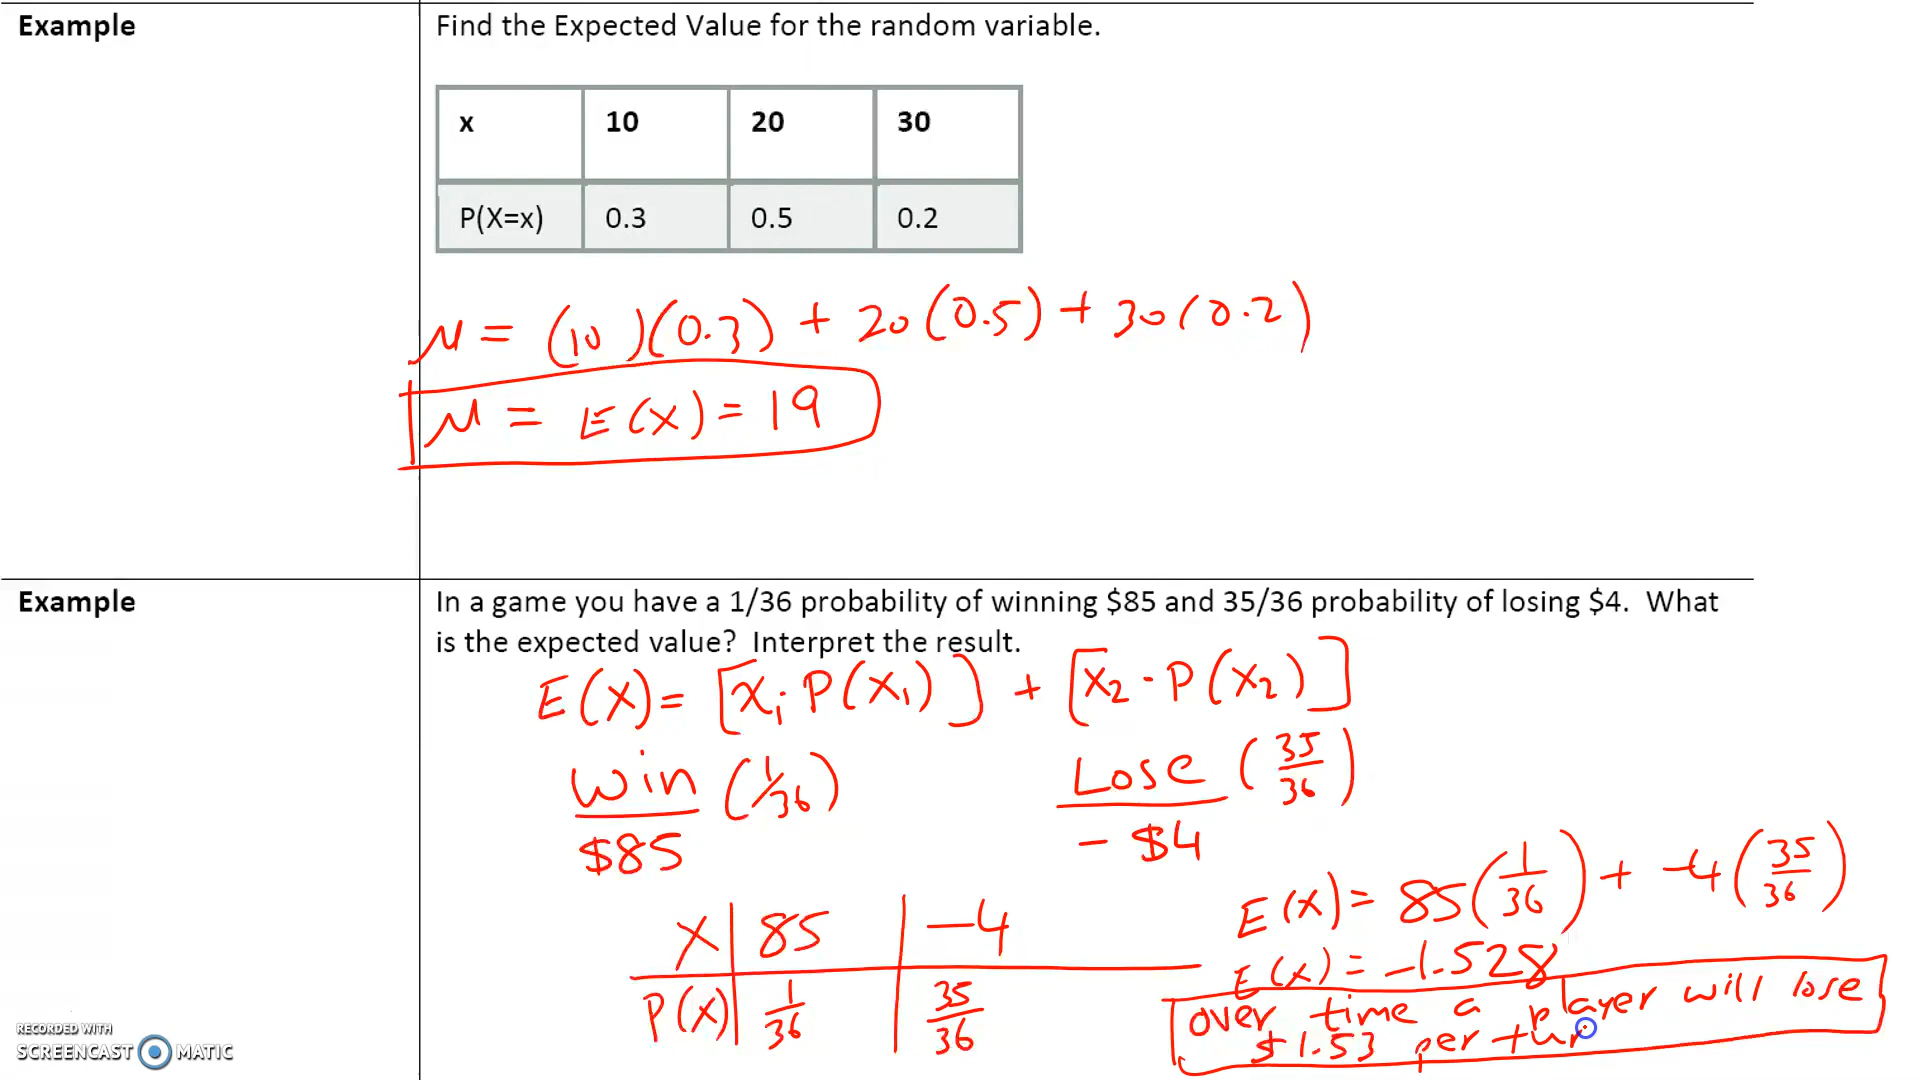 Example
Find the Expected Value for the random variable.
x 10 20 30
P(X=x) 0.3 0.5 0.2
μ = (10)(0.3) + 20(0.5) + 30(0.2)
μ = E(X) = 19
Example
In a game you have a 1/36 probability of winning $85 and 35/36 probability of losing $4. What
is the expected value? Interpret the result.
E(X) = [x₁· P(X₁)] + [X₂ · P(X₂)]
Win (1/36) Lose (35/36)
$85 - $4
E(X) = 85(1/36) + -4(35/36)
X 85 -4
E(X) = -1.528
P(X) 1/36 35/36
over time a player will lose
$1.53 per tur
RECORDED WITH
SCREENCAST MATIC